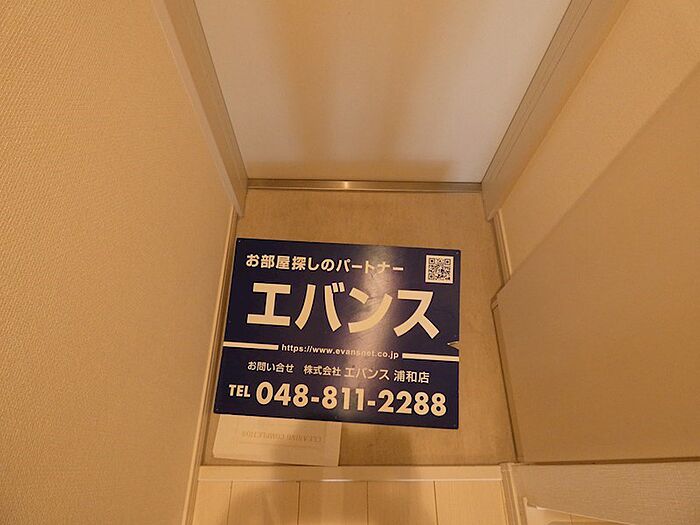 お部屋探しのパートナー
エバンス
https://www.evansnet.co.jp
お問い合せ 株式会社 エバンス 浦和店
TEL 048-811-2288
CLEANING COMPLETION